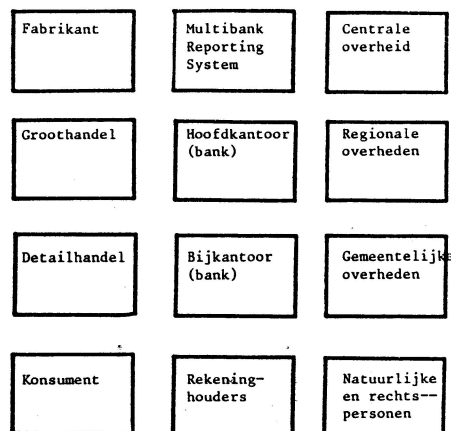 Fabrikant
Multibank
Reporting
System
Centrale
overheid
Groothandel
Hoofdkantoor
(bank)
Regionale
overheden
Detailhandel
Bijkantoor
(bank)
Gemeentelijke
overheden
Konsument
Rekening-
houders
Natuurlijke
en rechts--
personen